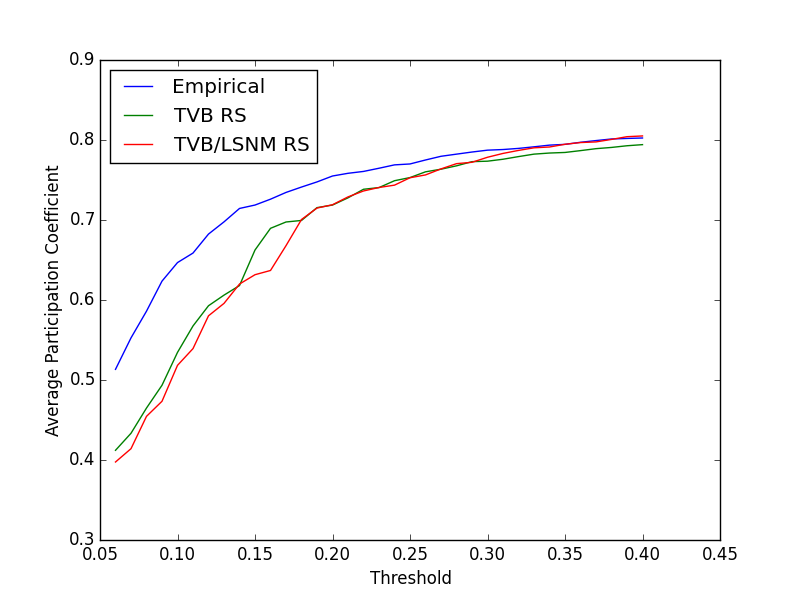 Empirical
TVB RS
TVB/LSNM RS
0.9
0.8
0.7
0.6
0.5
0.4
0.3
Average Participation Coefficient
0.05 0.10 0.15 0.20 0.25 0.30 0.35 0.40 0.45
Threshold